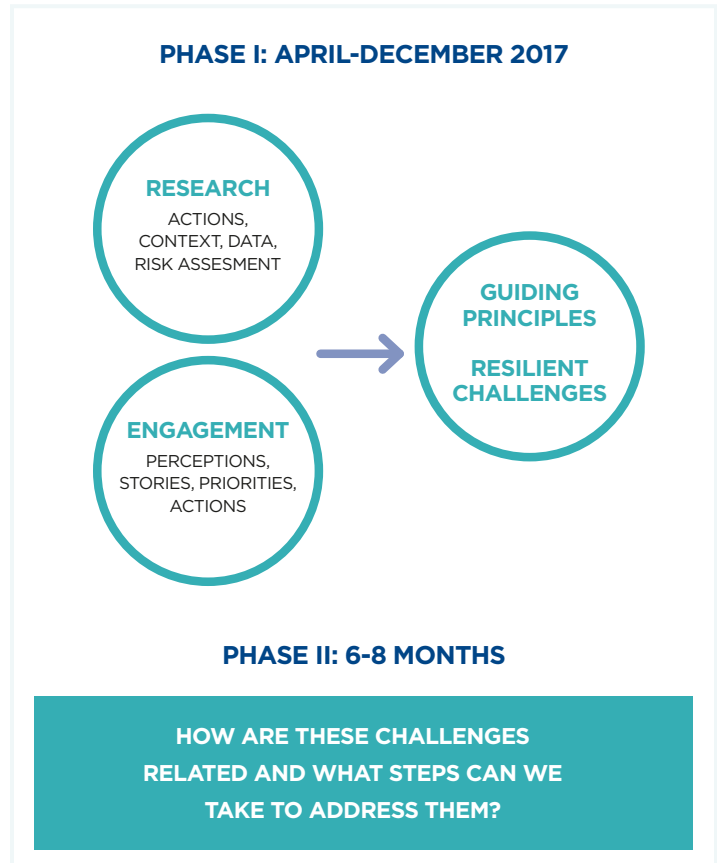 PHASE I: APRIL-DECEMBER 2017
RESEARCH
ACTIONS,
CONTEXT, DATA,
RISK ASSESMENT
ENGAGEMENT
PERCEPTIONS,
STORIES, PRIORITIES,
ACTIONS
GUIDING
PRINCIPLES
RESILIENT
CHALLENGES
PHASE II: 6-8 MONTHS
HOW ARE THESE CHALLENGES
RELATED AND WHAT STEPS CAN WE
TAKE TO ADDRESS THEM?